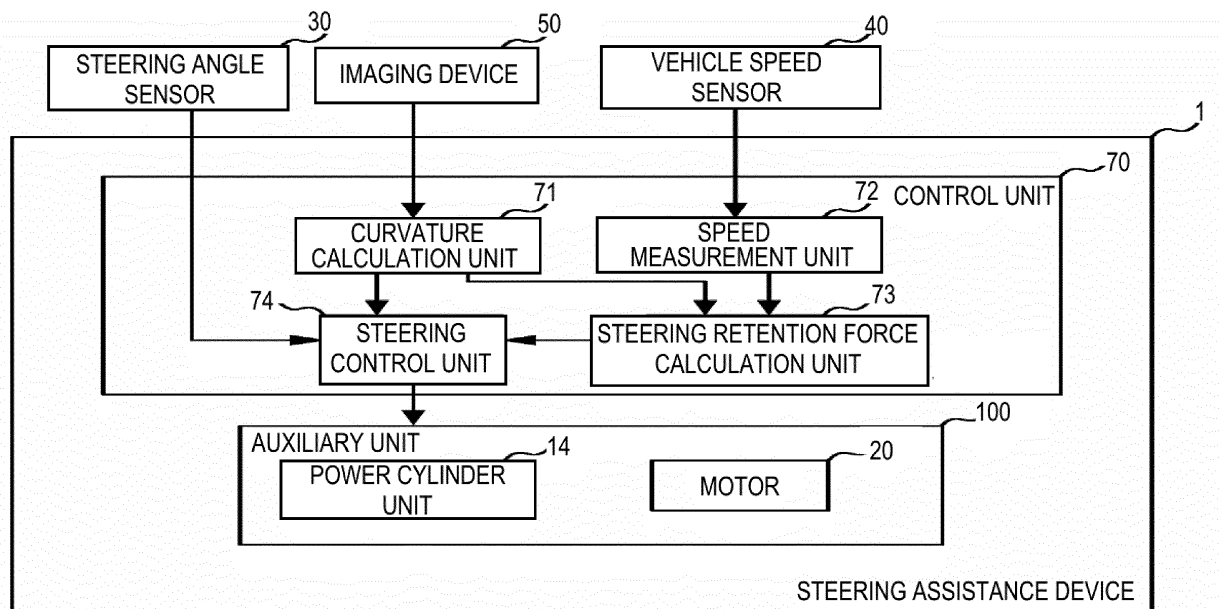 30
50
40
STEERING ANGLE
SENSOR
IMAGING DEVICE
VEHICLE SPEED
SENSOR
1
70
CONTROL UNIT
71
72
CURVATURE
CALCULATION UNIT
SPEED
MEASUREMENT UNIT
74
73
STEERING
CONTROL UNIT
STEERING RETENTION FORCE
CALCULATION UNIT
100
AUXILIARY UNIT
14
20
POWER CYLINDER
UNIT
MOTOR
STEERING ASSISTANCE DEVICE